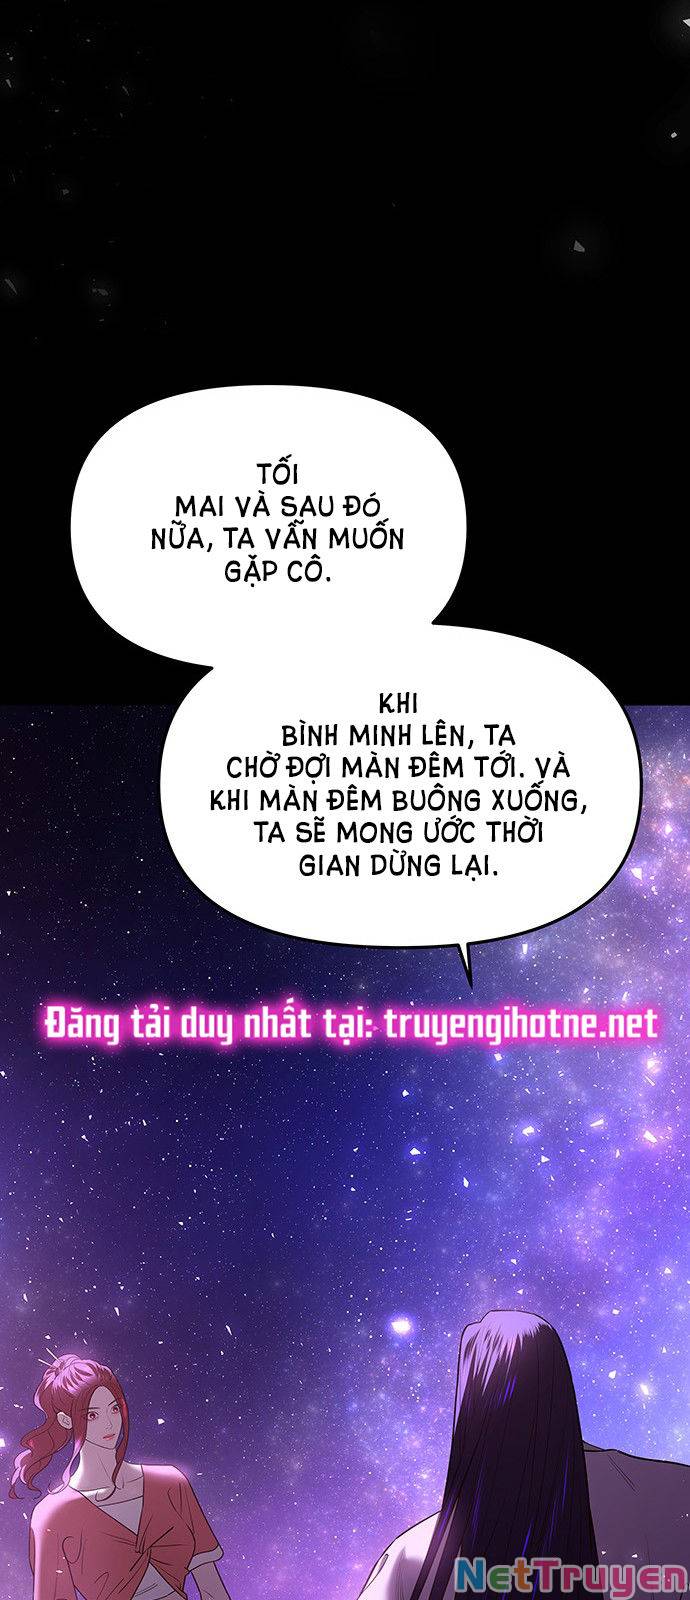 TỐI
MAI VÀ SAU ĐÓ
NỮA, TA VẪN MUỐN
GẶP CÔ.
KHI
BÌNH MINH LÊN, TA
CHỜ ĐỢI MÀN ĐÊM TỚI. VÀ
KHI MÀN ĐÊM BUÔNG XUỐNG,
TA SẼ MONG ƯỚC THỜI
GIAN DỪNG LẠI.
Đăng tải duy nhất tại: truyengihotne.net
NetTruyen